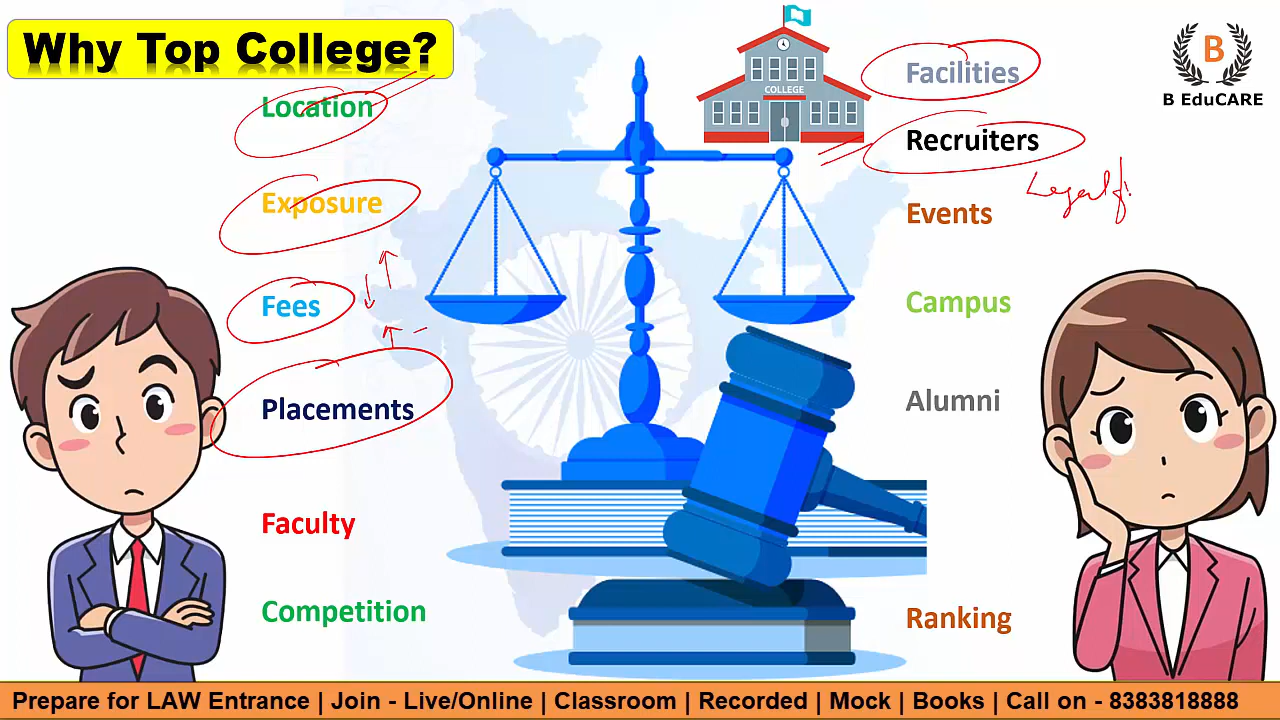 Why Top College?
Location
Exposure
Fees
Placements
Faculty
Competition
COLLEGE
Facilities
Recruiters
Legal f
Events
Campus
Alumni
Ranking
B
B EduCARE
Prepare for LAW Entrance | Join - Live/Online | Classroom | Recorded | Mock | Books | Call on - 8383818888